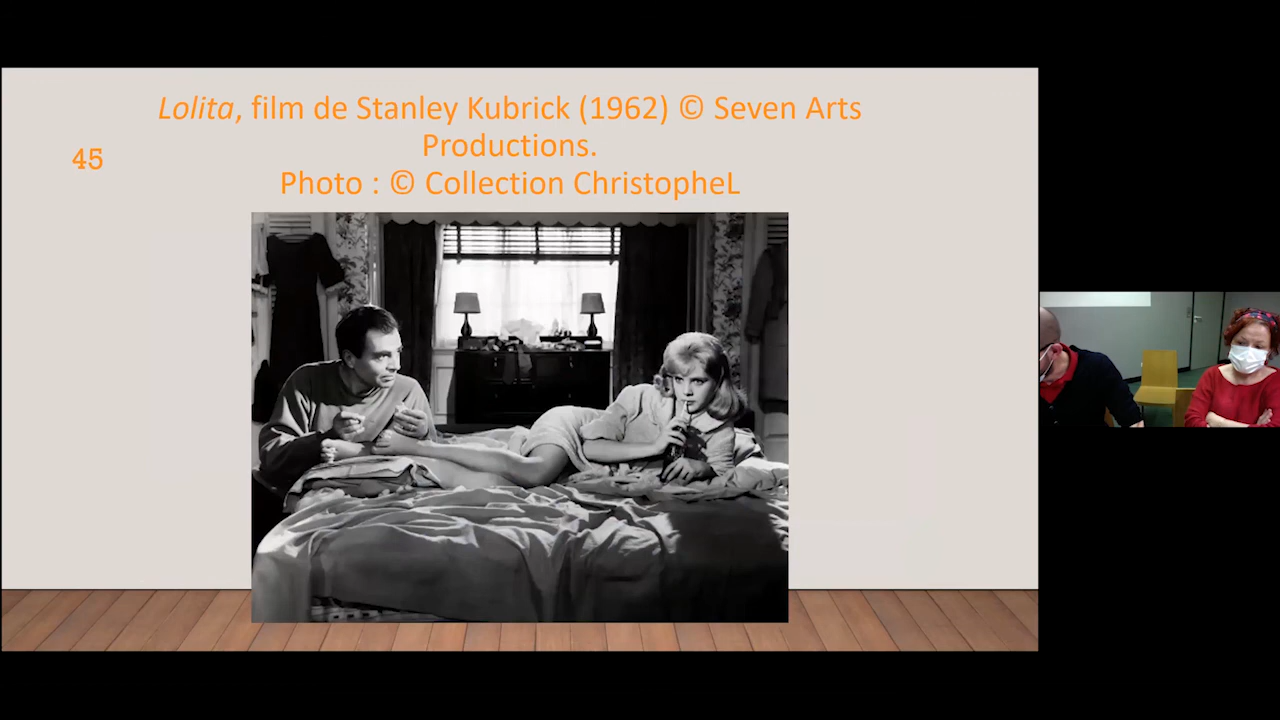 Lolita, film de Stanley Kubrick (1962) © Seven Arts
Productions.
Photo : © Collection ChristopheL
45